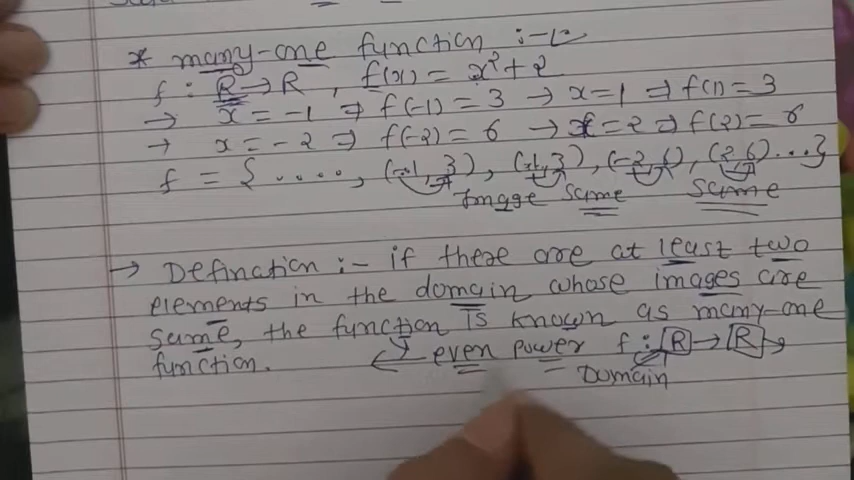 * many-one function :-
f : R → R , f(x) = x² + 2
→ x = -1 ⇒ f(-1) = 3 → x = 1 ⇒ f(1) = 3
→ x = -2 ⇒ f(-2) = 6 → x = 2 ⇒ f(2) = 6
f = { ....., (-1, 3), (1, 3), (-2, 6), (2, 6) ...}
Image same same
→ Defination :- if there are at least two
elements in the domain whose images are
same, the function is known as many-one
function. ← even power f : R → R
Domain